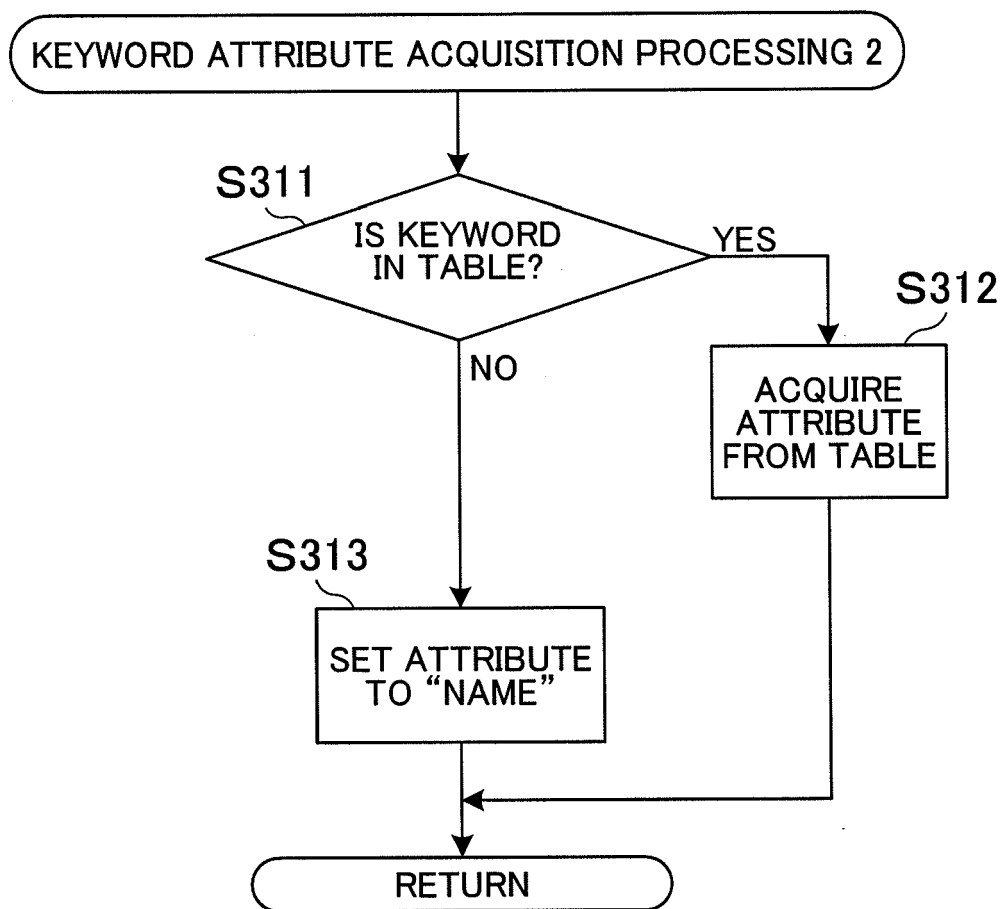 KEYWORD ATTRIBUTE ACQUISITION PROCESSING 2
S311
IS KEYWORD
IN TABLE?
YES
S312
NO
ACQUIRE
ATTRIBUTE
FROM TABLE
S313
SET ATTRIBUTE
TO “NAME”
RETURN